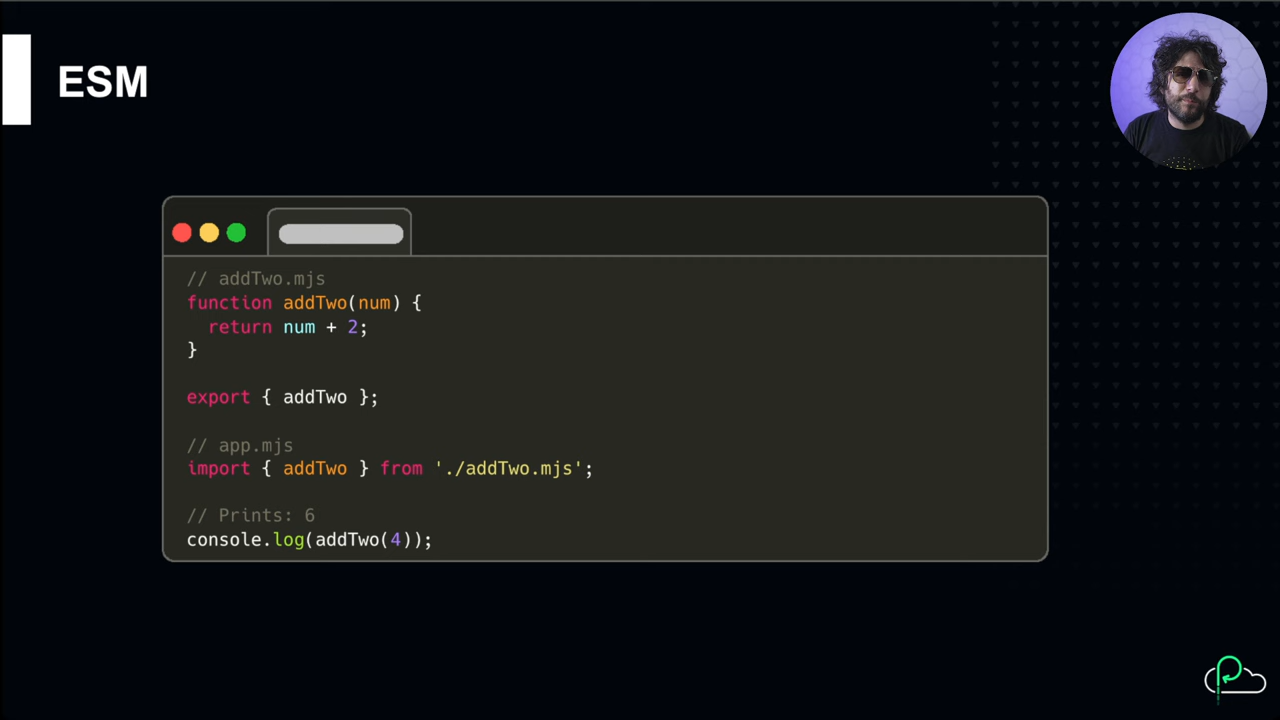 ESM
// addTwo.mjs
function addTwo(num) {
  return num + 2;
}
export { addTwo };
// app.mjs
import { addTwo } from './addTwo.mjs';
// Prints: 6
console.log(addTwo(4));